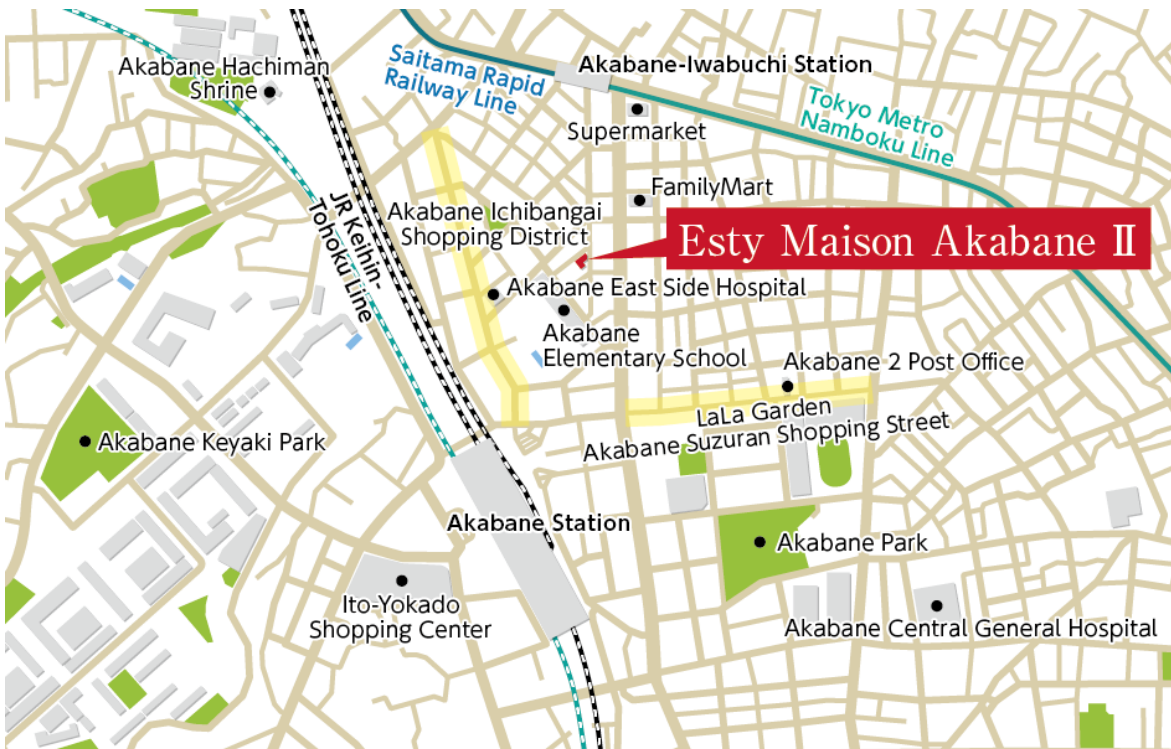 Akabane Hachiman
Shrine
Saitama Rapid
Railway Line
Akabane-Iwabuchi Station
Supermarket
Tokyo Metro
Namboku Line
FamilyMart
JR Keihin-
Tohoku Line
Akabane Ichibangai
Shopping District
Esty Maison Akabane Ⅱ
Akabane East Side Hospital
Akabane
Elementary School
Akabane 2 Post Office
LaLa Garden
Akabane Suzuran Shopping Street
Akabane Keyaki Park
Akabane Station
Akabane Park
Ito-Yokado
Shopping Center
Akabane Central General Hospital